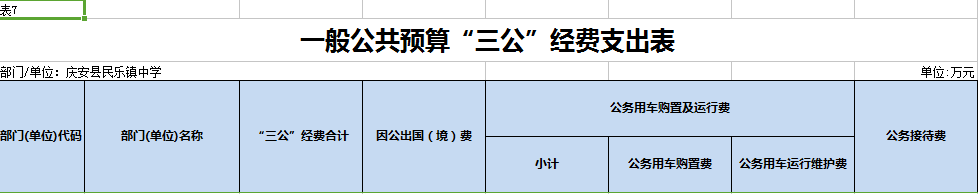 表7
一般公共预算“三公”经费支出表
部门/单位：庆安县民乐镇中学 单位:万元
部门(单位)代码 部门(单位)名称 “三公”经费合计 因公出国（境）费 公务用车购置及运行费 公务接待费
小计 公务用车购置费 公务用车运行维护费